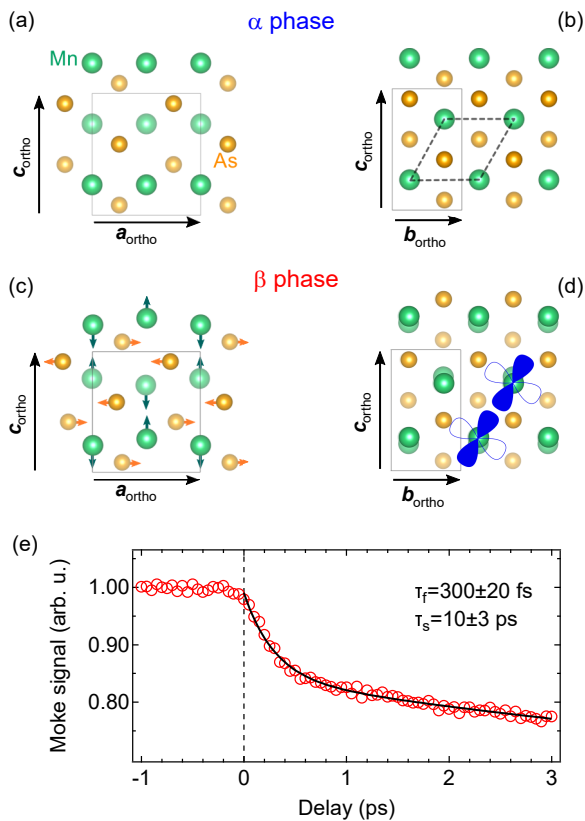 (a)
α phase
(b)
Mn
As
c_ortho
a_ortho
c_ortho
b_ortho
β phase
(c)
(d)
c_ortho
a_ortho
c_ortho
b_ortho
(e)
Moke signal (arb. u.)
1.00
0.90
0.80
τ_f=300±20 fs
τ_s=10±3 ps
-1 0 1 2 3
Delay (ps)